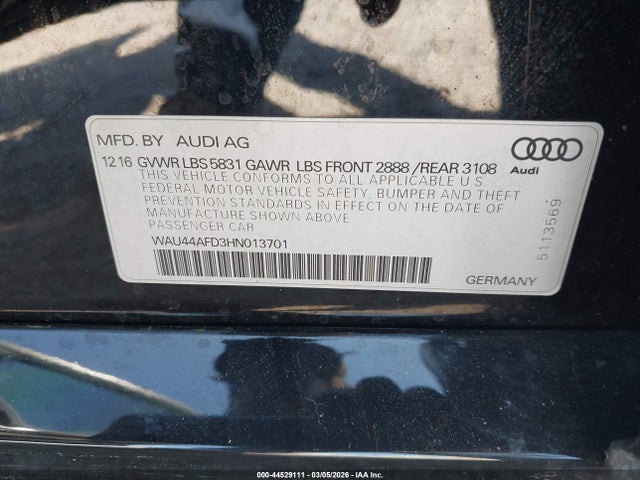 MFD. BY AUDI AG
12 16 GVWR LBS 5831 GAWR LBS FRONT 2888 /REAR 3108
THIS VEHICLE CONFORMS TO ALL APPLICABLE U S
FEDERAL MOTOR VEHICLE SAFETY, BUMPER AND THEFT
PREVENTION STANDARDS IN EFFECT ON THE DATE OF
MANUFACTURE SHOWN ABOVE
PASSENGER CAR
WAU44AFD3HN013701
Audi
5113569
GERMANY
000-44529111 - 03/05/2026 - IAA Inc.